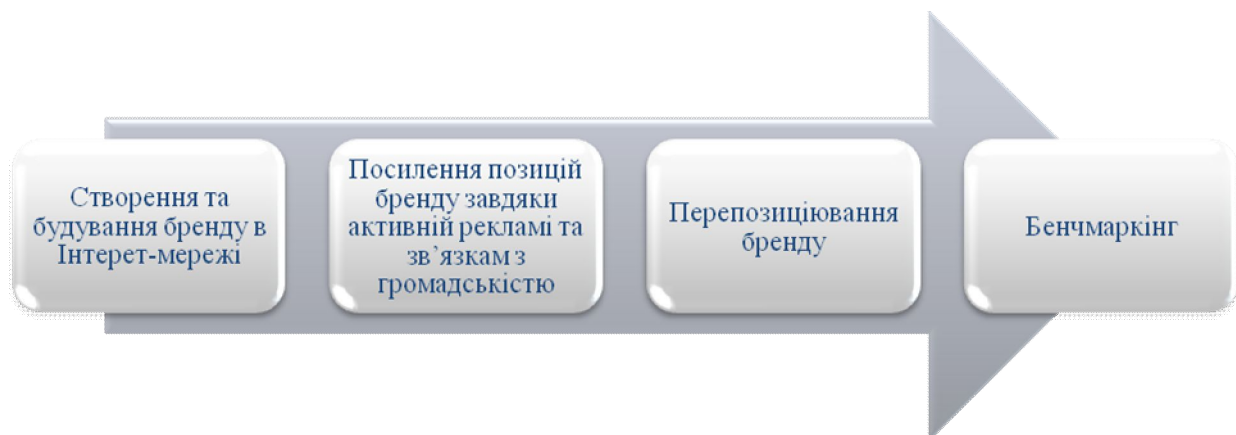 Створення та
будування бренду в
Інтерет-мережі
Посилення позицій
бренду завдяки
активній рекламі та
зв’язкам з
громадськістю
Перепозиціювання
бренду
Бенчмаркінг